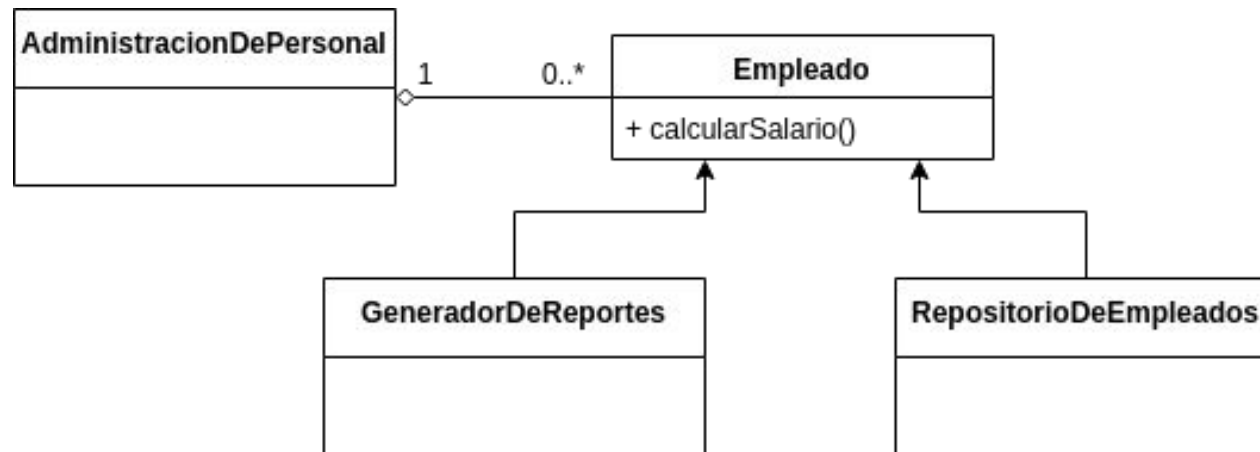 AdministracionDePersonal
1
0..*
Empleado
+ calcularSalario()
GeneradorDeReportes
RepositorioDeEmpleados